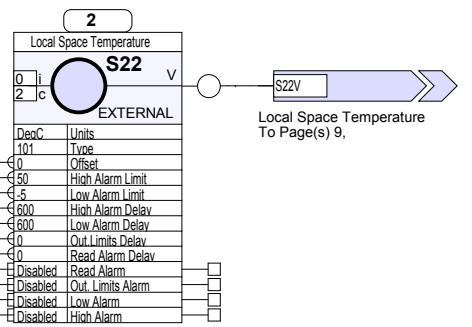 2
Local Space Temperature
S22
V
0 i
2 c
EXTERNAL
DegC Units
101 Type
0 Offset
50 High Alarm Limit
-5 Low Alarm Limit
600 High Alarm Delay
600 Low Alarm Delay
0 Out.Limits Delay
0 Read Alarm Delay
Disabled Read Alarm
Disabled Out. Limits Alarm
Disabled Low Alarm
Disabled High Alarm
S22V
Local Space Temperature
To Page(s) 9,